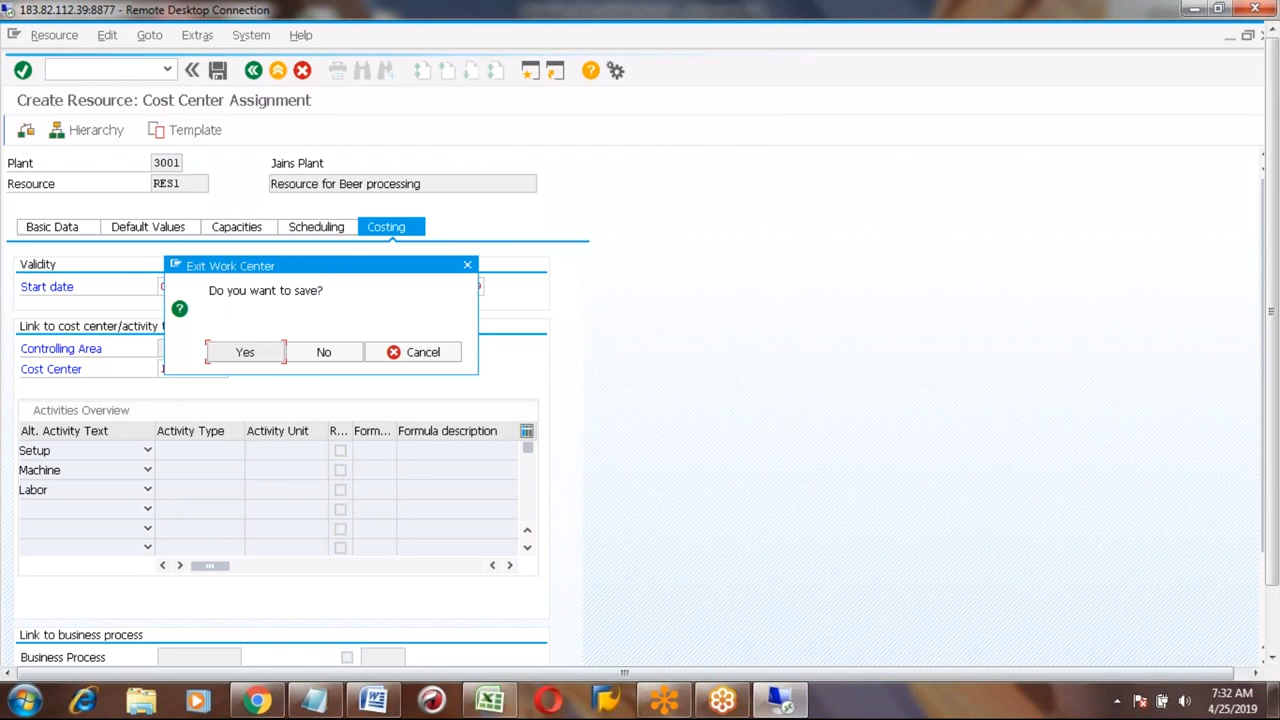 183.82.112.39:8877 - Remote Desktop Connection
Resource Edit Goto Extras System Help
Create Resource: Cost Center Assignment
Hierarchy Template
Plant 3001 Jains Plant
Resource RES1 Resource for Beer processing
Basic Data Default Values Capacities Scheduling Costing
Validity
Start date
Exit Work Center
Do you want to save?
Yes No Cancel
Link to cost center/activity
Controlling Area
Cost Center
Activities Overview
Alt. Activity Text Activity Type Activity Unit R... Form... Formula description
Setup
Machine
Labor
Link to business process
Business Process
7:32 AM
4/25/2019